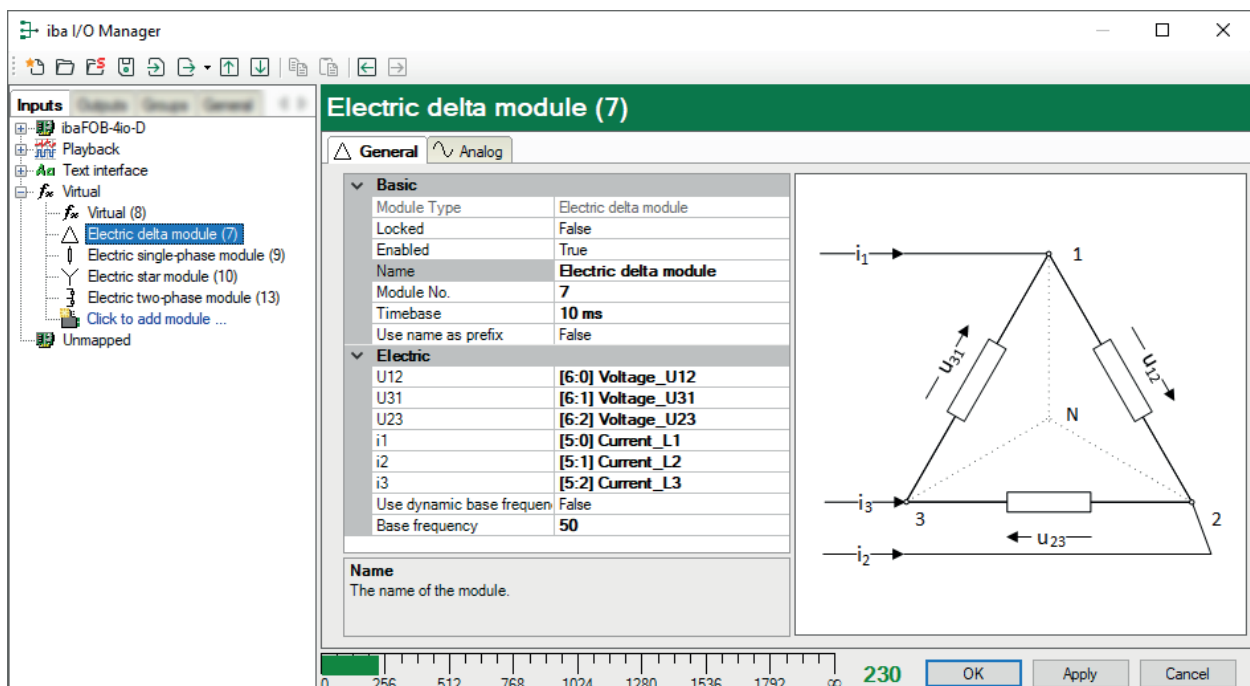 iba I/O Manager
Inputs Outputs Groups General
ibaFOB-4io-D
Playback
Text interface
Virtual
Virtual (8)
Electric delta module (7)
Electric single-phase module (9)
Electric star module (10)
Electric two-phase module (13)
Click to add module ...
Unmapped
Electric delta module (7)
General Analog
Basic
Module Type Electric delta module
Locked False
Enabled True
Name Electric delta module
Module No. 7
Timebase 10 ms
Use name as prefix False
Electric
U12 [6:0] Voltage_U12
U31 [6:1] Voltage_U31
U23 [6:2] Voltage_U23
i1 [5:0] Current_L1
i2 [5:1] Current_L2
i3 [5:2] Current_L3
Use dynamic base frequen False
Base frequency 50
Name
The name of the module.
i1
1
u31
u12
N
i3
3
2
u23
i2
0 256 512 768 1024 1280 1536 1792 ∞
230
OK Apply Cancel